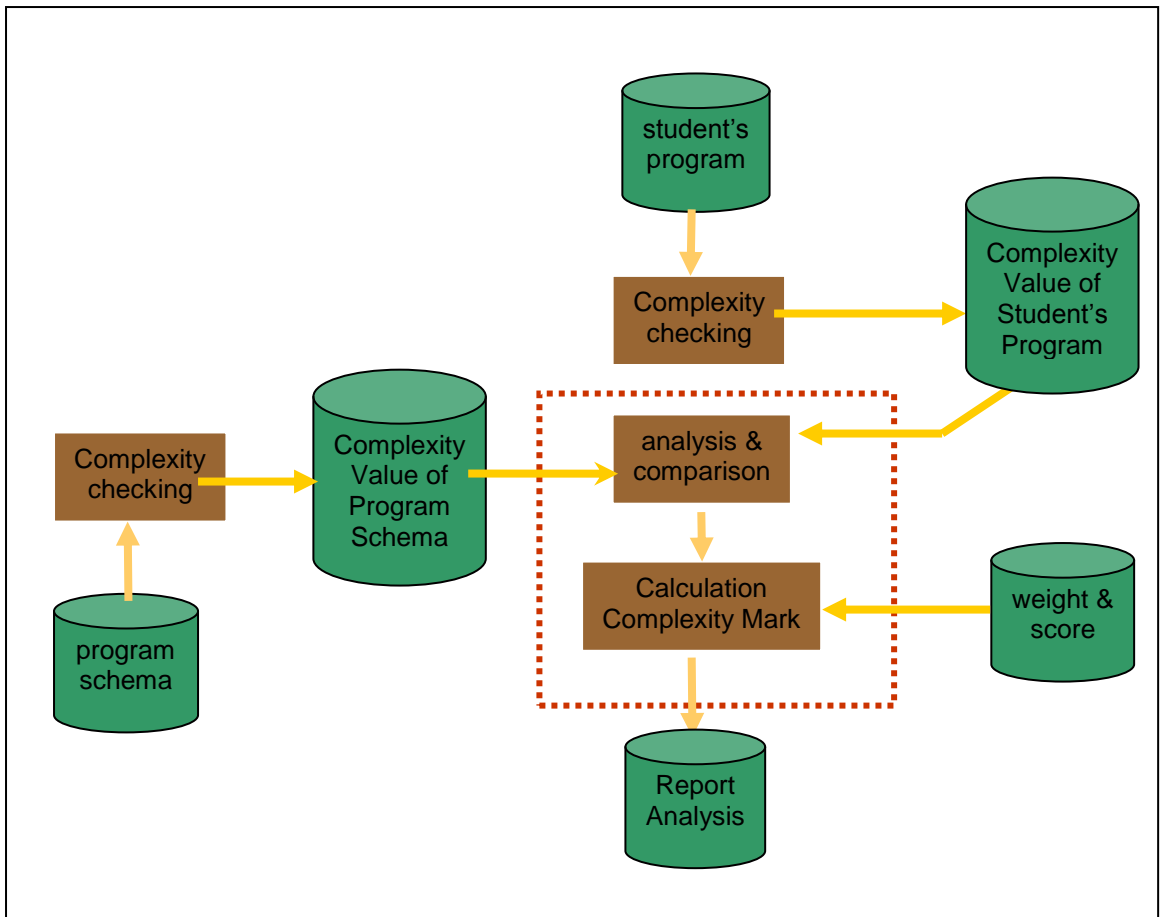 student’s
program
Complexity
Value of
Student’s
Program
Complexity
checking
analysis &
comparison
Complexity
checking
Complexity
Value of
Program
Schema
Calculation
Complexity Mark
weight &
score
program
schema
Report
Analysis